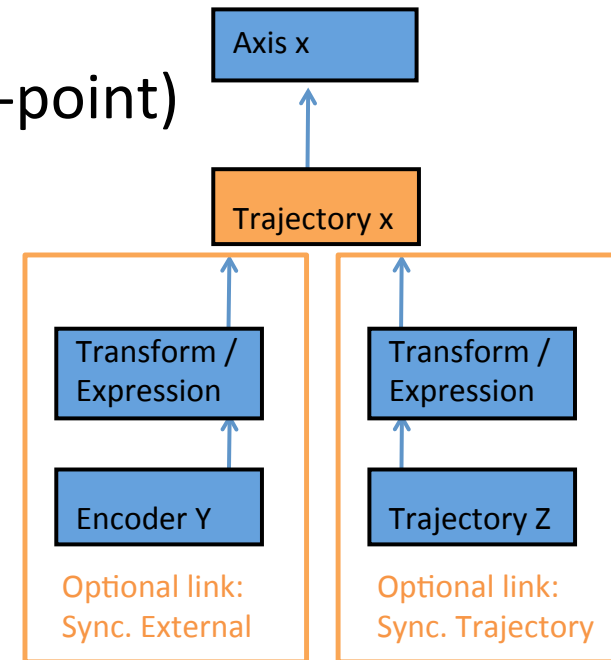 Axis x
-point)
Trajectory x
Transform /
Expression
Transform /
Expression
Encoder Y
Trajectory Z
Optional link:
Sync. External
Optional link:
Sync. Trajectory